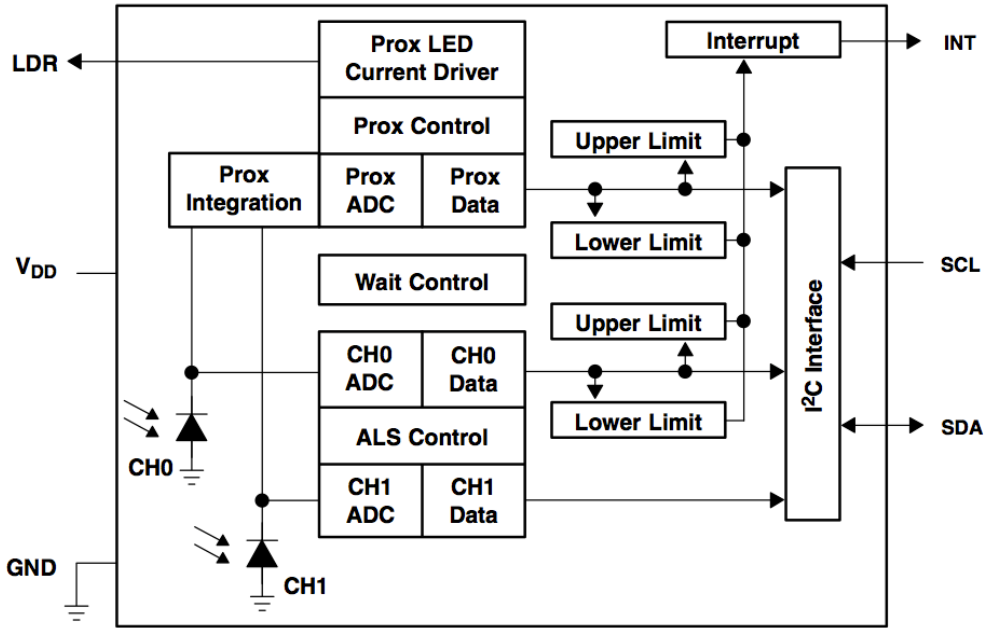 Prox LED
Current Driver
Interrupt
INT
LDR
Prox Control
Upper Limit
Prox
Integration
Prox
ADC
Prox
Data
Lower Limit
VDD
Wait Control
SCL
Upper Limit
CH0
ADC
CH0
Data
I²C Interface
Lower Limit
ALS Control
SDA
CH0
CH1
ADC
CH1
Data
GND
CH1